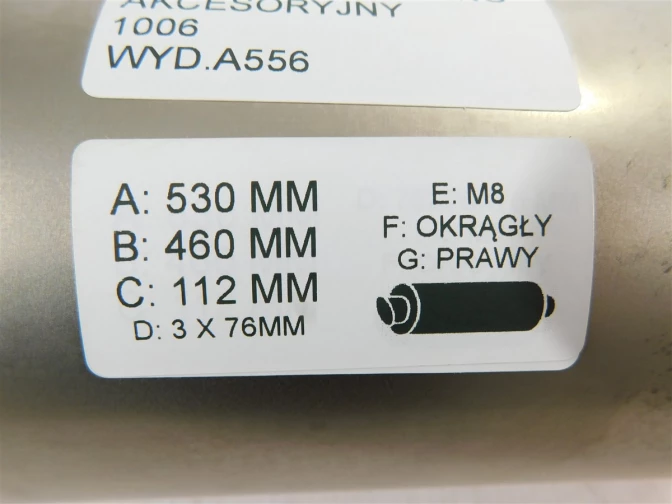 AKCESORYJNY
1006
WYD.A556
A: 530 MM
B: 460 MM
C: 112 MM
D: 3 X 76MM
E: M8
F: OKRĄGŁY
G: PRAWY